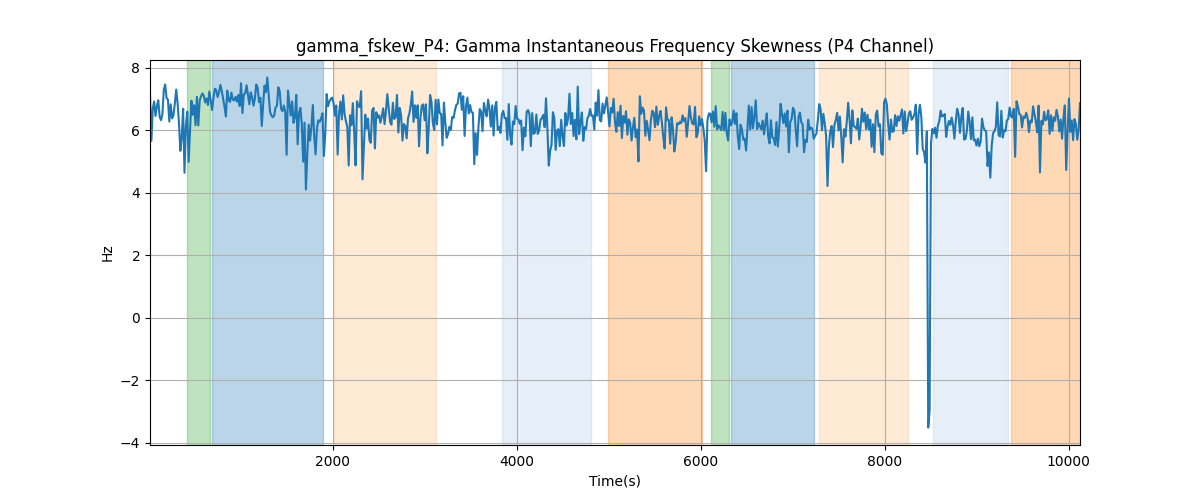 gamma_fskew_P4: Gamma Instantaneous Frequency Skewness (P4 Channel)
8
6
4
2
0
−2
−4
Hz
2000 4000 6000 8000 10000
Time(s)